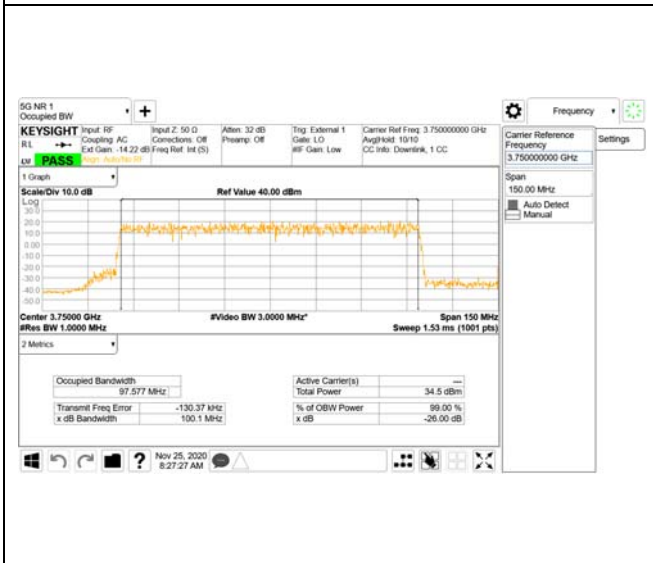 5G NR 1
Occupied BW
Frequency
KEYSIGHT
RL
LXI
PASS
Input: RF
Coupling: AC
Ext Gain: -14.22 dB
Align: Auto/No RF
Input Z: 50 Ω
Corrections: Off
Freq Ref: Int (S)
Atten: 32 dB
Preamp: Off
Trig: External 1
Gate: LO
#IF Gain: Low
Carrier Ref Freq: 3.750000000 GHz
Avg|Hold: 10/10
CC Info: Downlink, 1 CC
Carrier Reference
Frequency
3.750000000 GHz
Settings
Span
150.00 MHz
Auto Detect
Manual
1 Graph
Scale/Div 10.0 dB
Ref Value 40.00 dBm
Log
30.0
20.0
10.0
0.00
-10.0
-20.0
-30.0
-40.0
-50.0
Center 3.75000 GHz
#Video BW 3.0000 MHz*
Span 150 MHz
#Res BW 1.0000 MHz
Sweep 1.53 ms (1001 pts)
2 Metrics
Occupied Bandwidth
97.577 MHz
Active Carrier(s)
---
Total Power
34.5 dBm
Transmit Freq Error
-130.37 kHz
% of OBW Power
99.00 %
x dB Bandwidth
100.1 MHz
x dB
-26.00 dB
?
Nov 25, 2020
8:27:27 AM